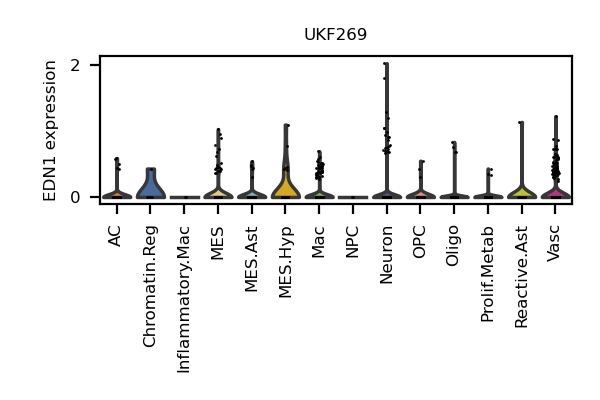 UKF269
EDN1 expression
2
0
AC
Chromatin.Reg
Inflammatory.Mac
MES
MES.Ast
MES.Hyp
Mac
NPC
Neuron
OPC
Oligo
Prolif.Metab
Reactive.Ast
Vasc